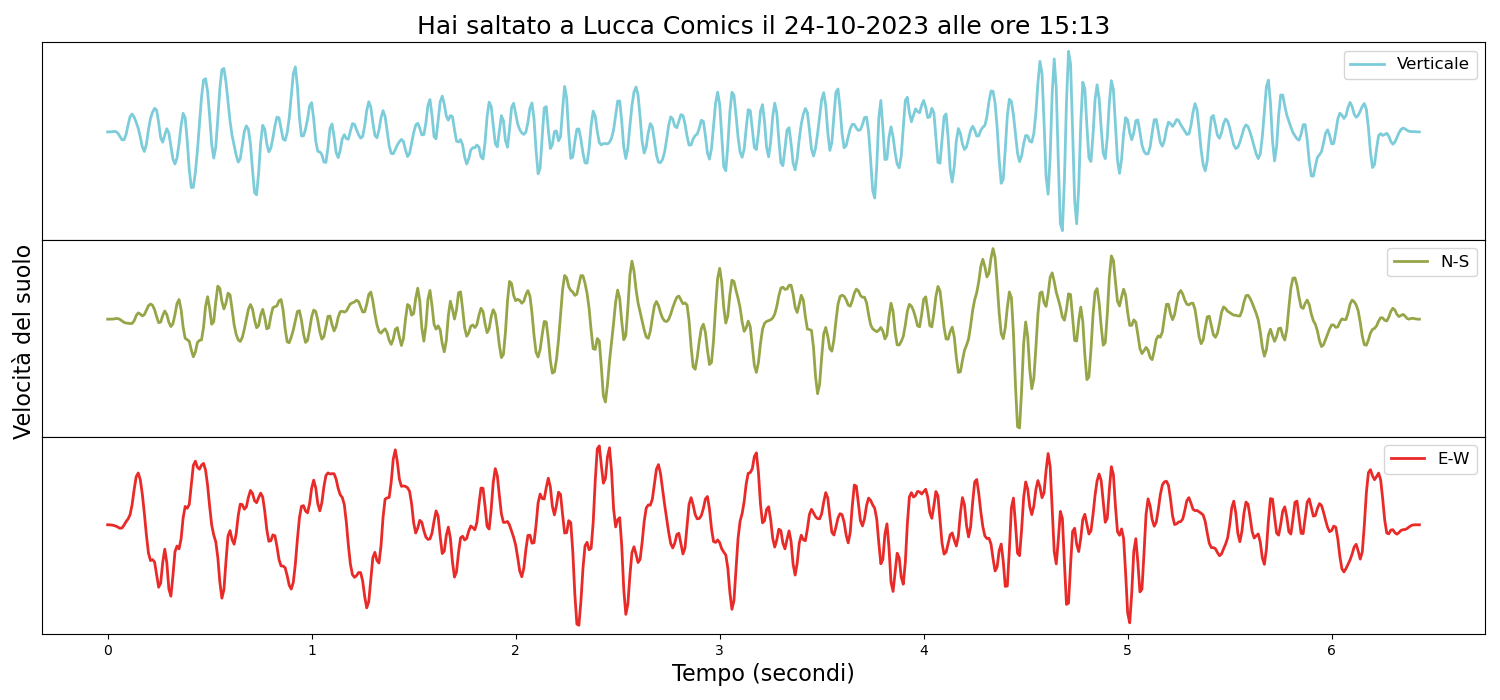 Hai saltato a Lucca Comics il 24-10-2023 alle ore 15:13
Verticale
N-S
Velocità del suolo
E-W
0 1 2 3 4 5 6
Tempo (secondi)